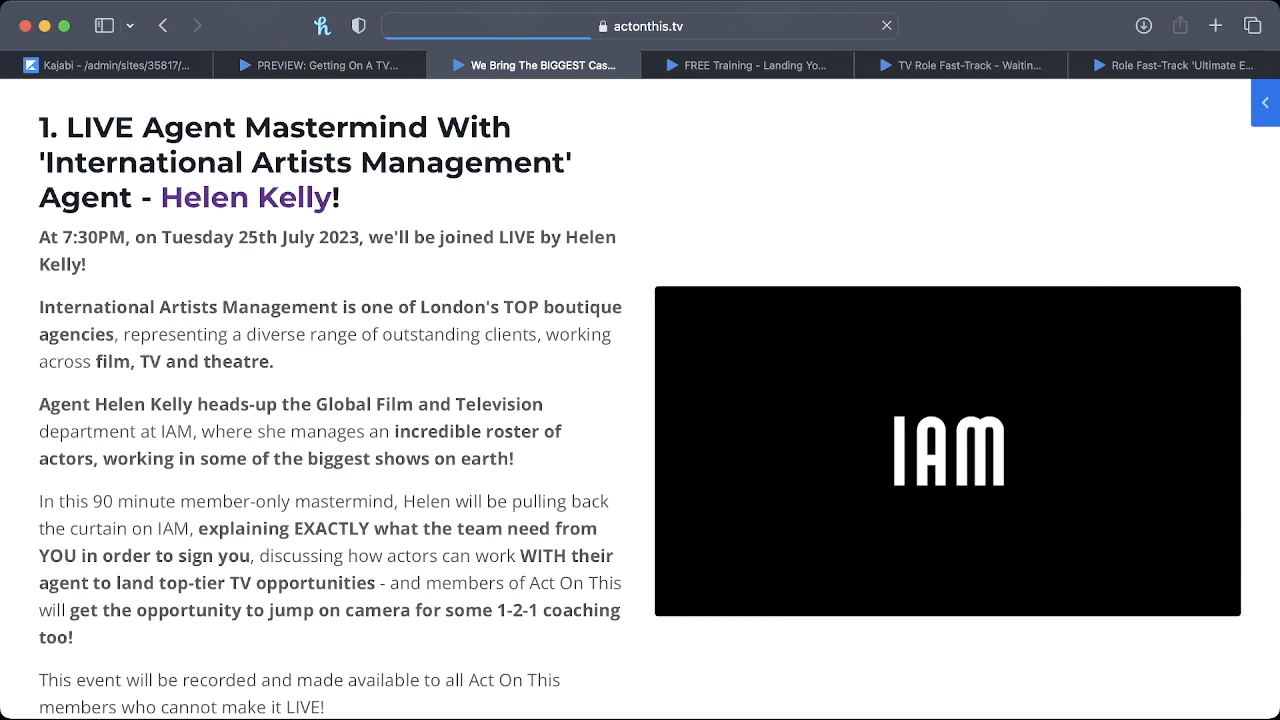 actonthis.tv
Kajabi - /admin/sites/35817/...
PREVIEW: Getting On A TV...
We Bring The BIGGEST Cas...
FREE Training - Landing Yo...
TV Role Fast-Track - Waitin...
Role Fast-Track 'Ultimate E...
1. LIVE Agent Mastermind With
'International Artists Management'
Agent - Helen Kelly!
At 7:30PM, on Tuesday 25th July 2023, we'll be joined LIVE by Helen
Kelly!
International Artists Management is one of London's TOP boutique
agencies, representing a diverse range of outstanding clients, working
across film, TV and theatre.
Agent Helen Kelly heads-up the Global Film and Television
department at IAM, where she manages an incredible roster of
actors, working in some of the biggest shows on earth!
In this 90 minute member-only mastermind, Helen will be pulling back
the curtain on IAM, explaining EXACTLY what the team need from
YOU in order to sign you, discussing how actors can work WITH their
agent to land top-tier TV opportunities - and members of Act On This
will get the opportunity to jump on camera for some 1-2-1 coaching
too!
This event will be recorded and made available to all Act On This
members who cannot make it LIVE!
IAM